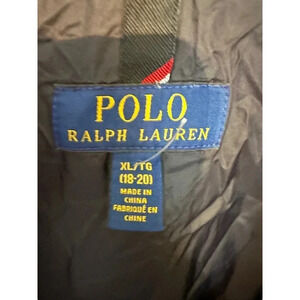 POLO
RALPH LAUREN
XL/TG
(18-20)
MADE IN
CHINA
FABRIQUÉ EN
CHINE